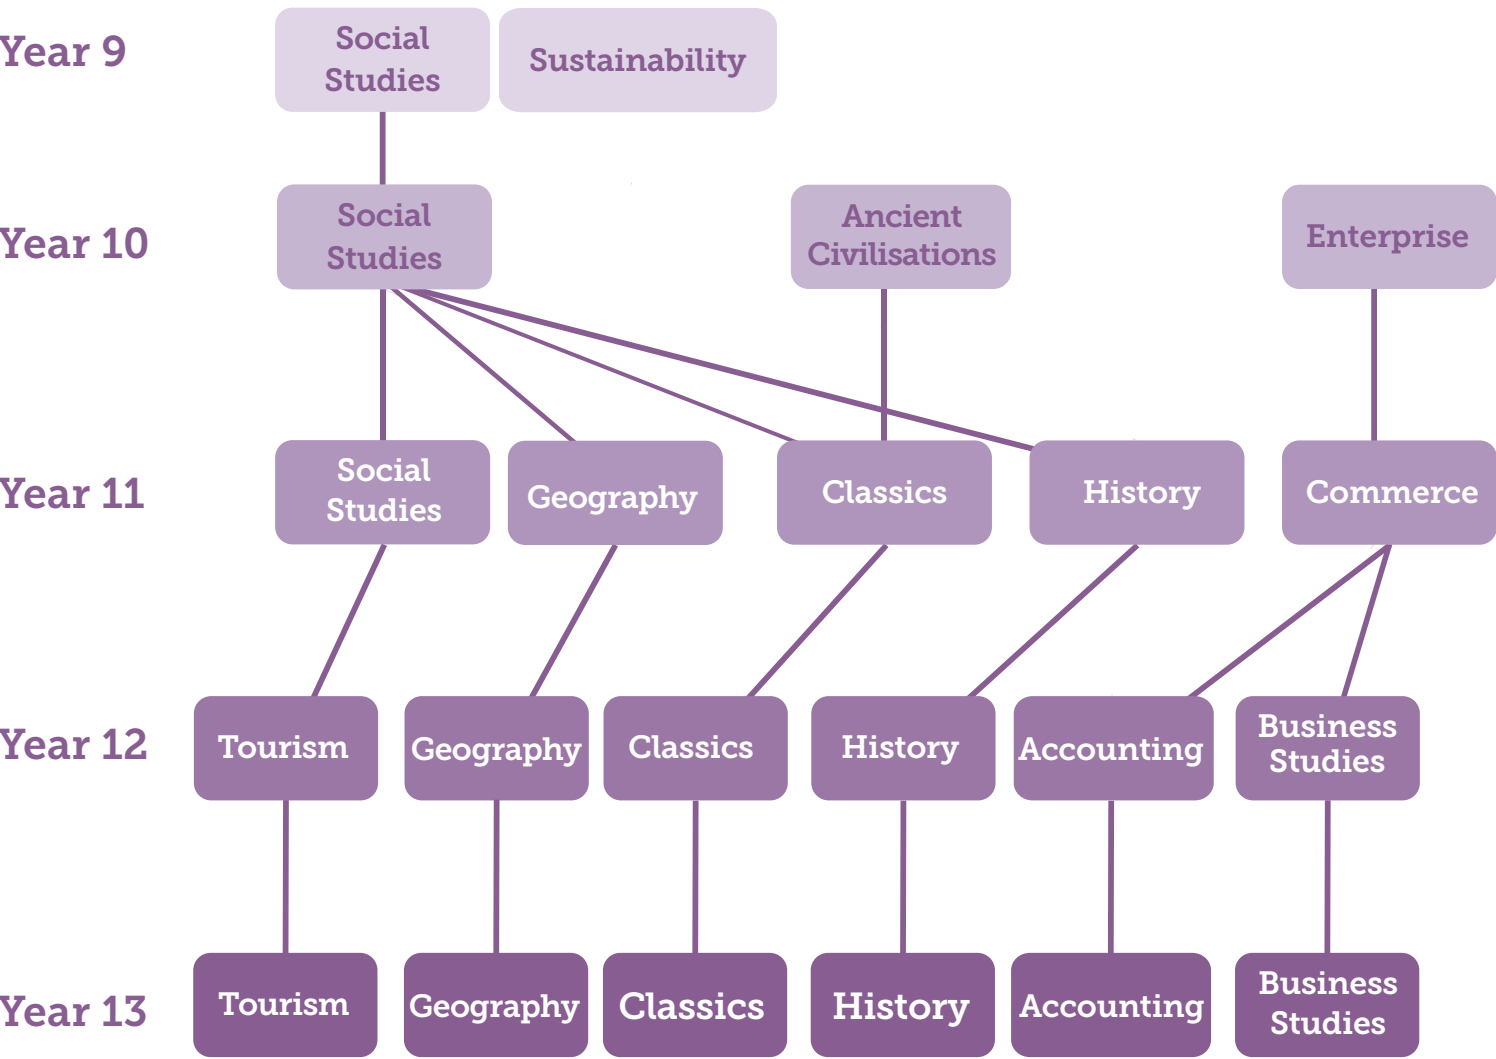 Year 9
Social
Studies
Sustainability
Year 10
Social
Studies
Ancient
Civilisations
Enterprise
Year 11
Social
Studies
Geography
Classics
History
Commerce
Year 12
Tourism
Geography
Classics
History
Accounting
Business
Studies
Year 13
Tourism
Geography
Classics
History
Accounting
Business
Studies